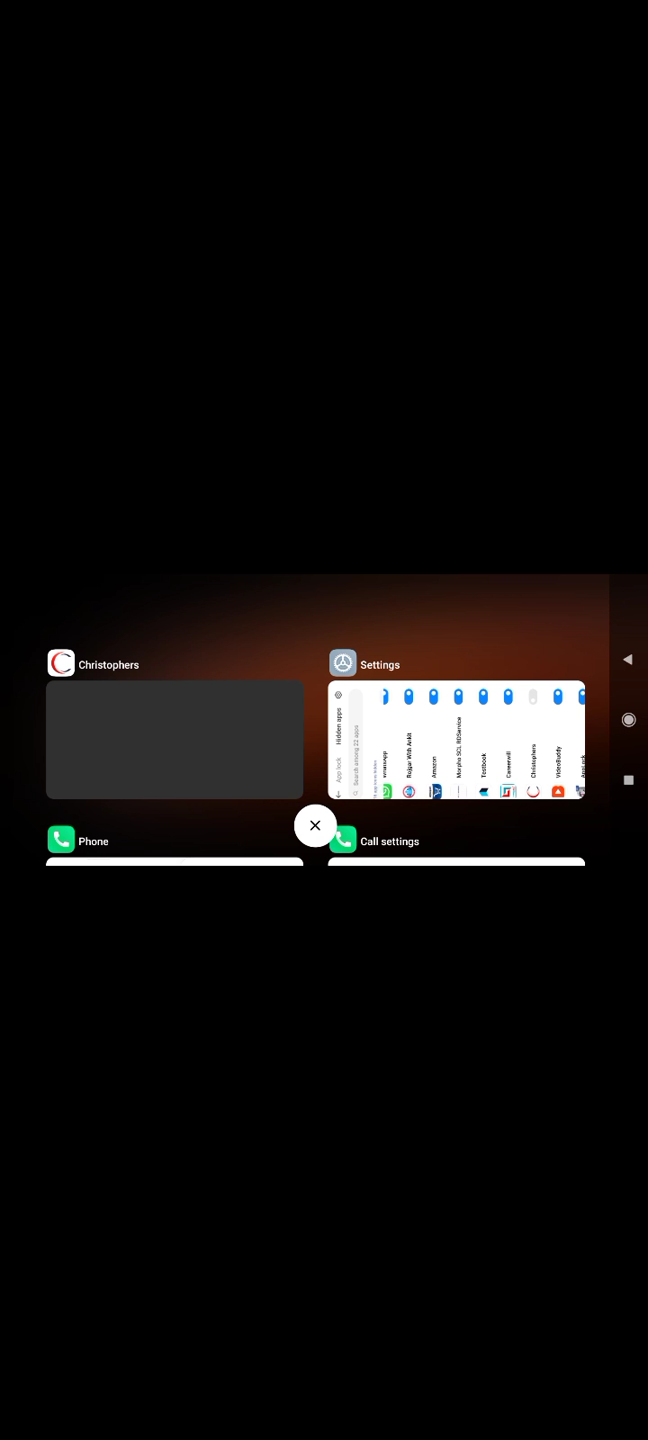 Christophers
Settings
App lock
Hidden apps
Search among 22 apps
Rojgar With Ankit
Amazon
Morpho SCL RDService
Testbook
Careerwill
Christophers
VideoBuddy
Phone
Call settings